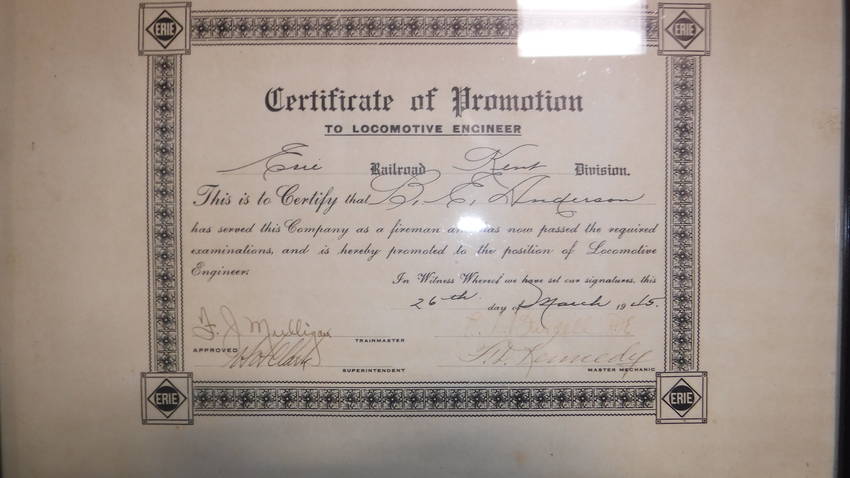 ERIE ERIE
Certificate of Promotion
TO LOCOMOTIVE ENGINEER
Erie Railroad Kent Division.
This is to Certify that B. E. Anderson
has served this Company as a fireman and has now passed the required
examinations, and is hereby promoted to the position of Locomotive
Engineer.
In Witness Whereof we have set our signatures, this
26th day of March 1945.
F. J. Mulligan
TRAINMASTER
APPROVED Clark T. V. Kennedy
SUPERINTENDENT MASTER MECHANIC
ERIE ERIE